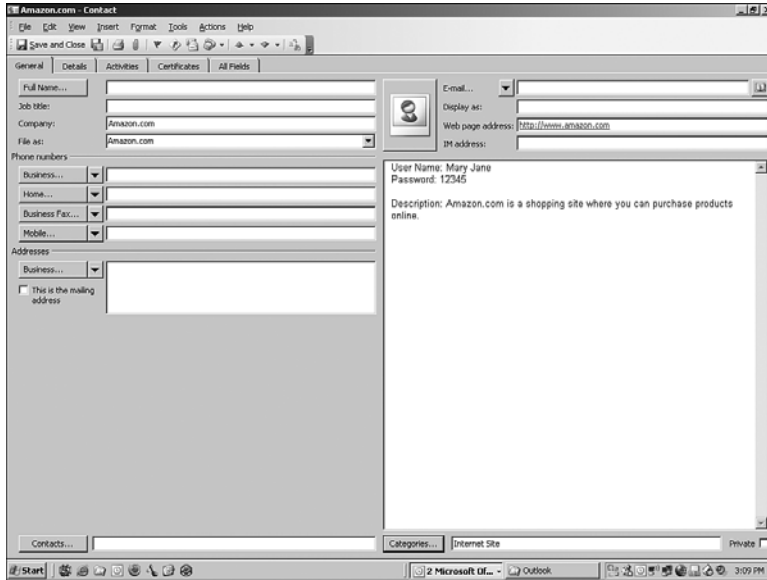 Amazon.com - Contact
File Edit View Insert Format Tools Actions Help
Save and Close
General Details Activities Certificates All Fields
Full Name...
Job title:
Company: Amazon.com
File as: Amazon.com
Phone numbers
Business...
Home...
Business Fax...
Mobile...
Addresses
Business...
This is the mailing
address
E-mail...
Display as:
Web page address: http://www.amazon.com
IM address:
User Name: Mary Jane
Password: 12345
Description: Amazon.com is a shopping site where you can purchase products
online.
Contacts...
Categories... Internet Site Private
Start 2 Microsoft Of... Outlook 3:09 PM